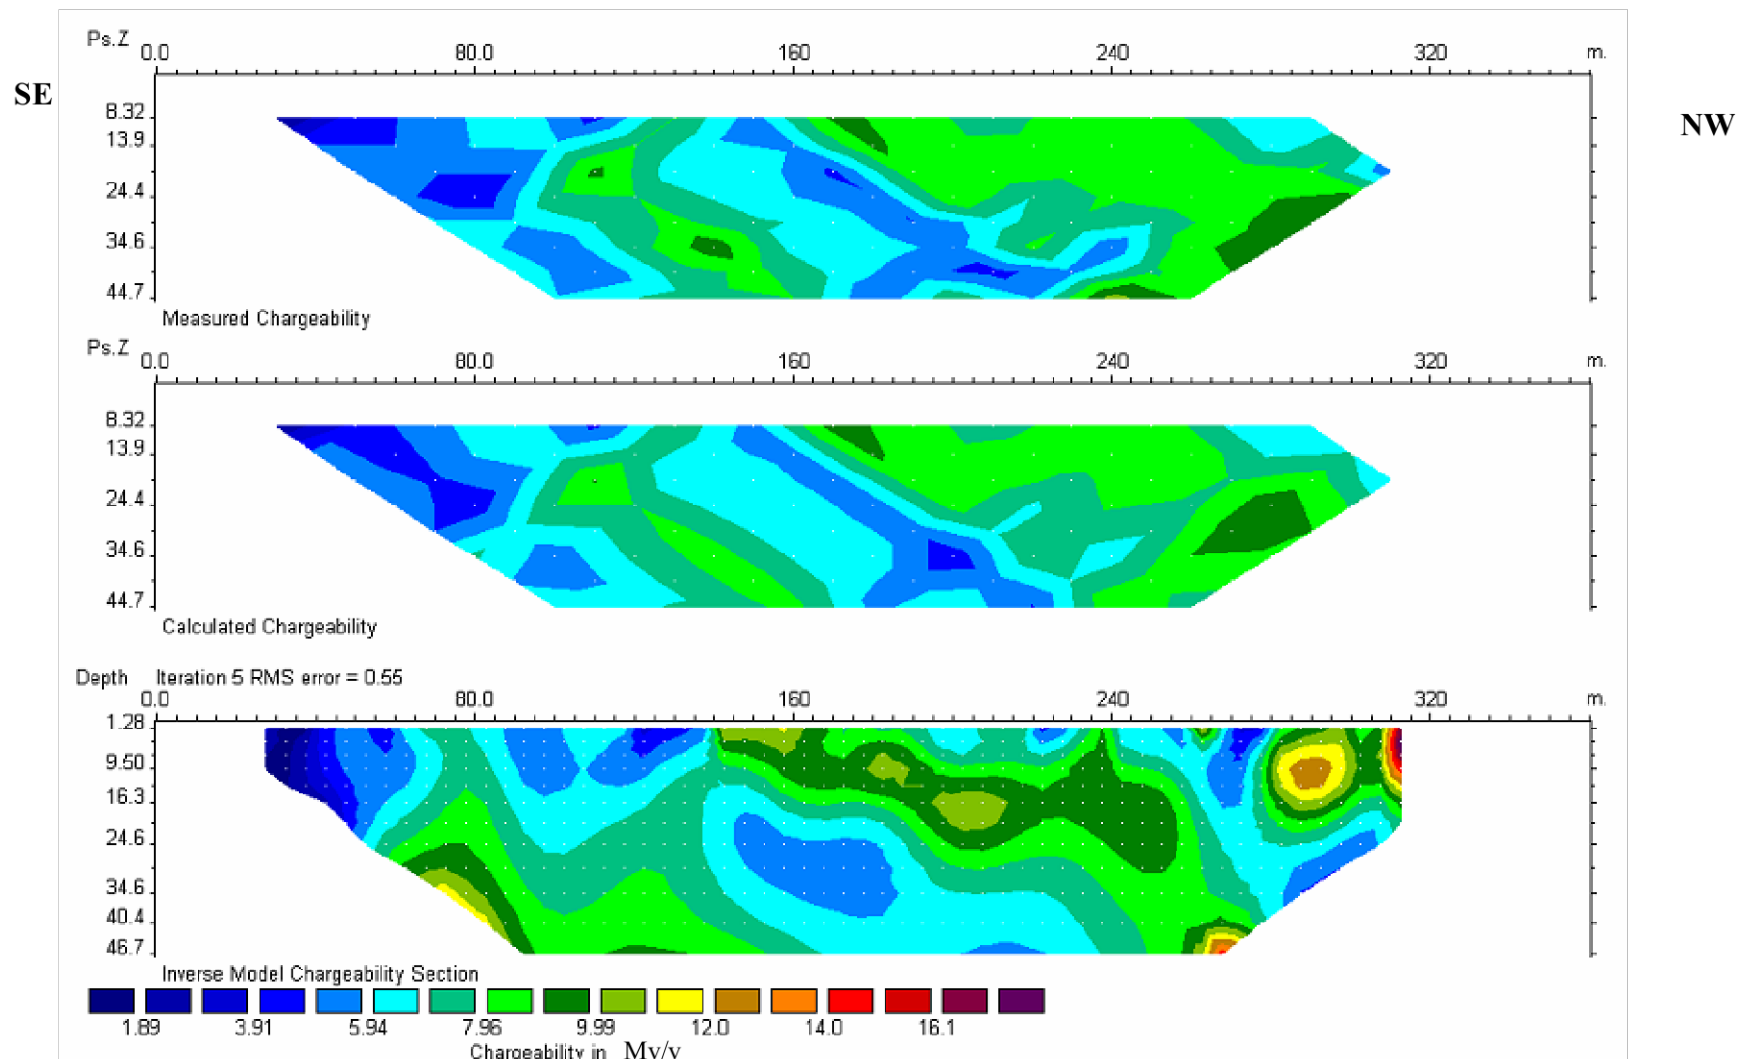 Ps.Z 0.0 80.0 160 240 320 m.
SE
NW
8.32
13.9
24.4
34.6
44.7
Measured Chargeability
Ps.Z 0.0 80.0 160 240 320 m.
8.32
13.9
24.4
34.6
44.7
Calculated Chargeability
Depth Iteration 5 RMS error = 0.55
0.0 80.0 160 240 320 m.
1.28
9.50
16.3
24.6
34.6
40.4
46.7
Inverse Model Chargeability Section
1.89 3.91 5.94 7.96 9.99 12.0 14.0 16.1
Chargeability in Mv/v